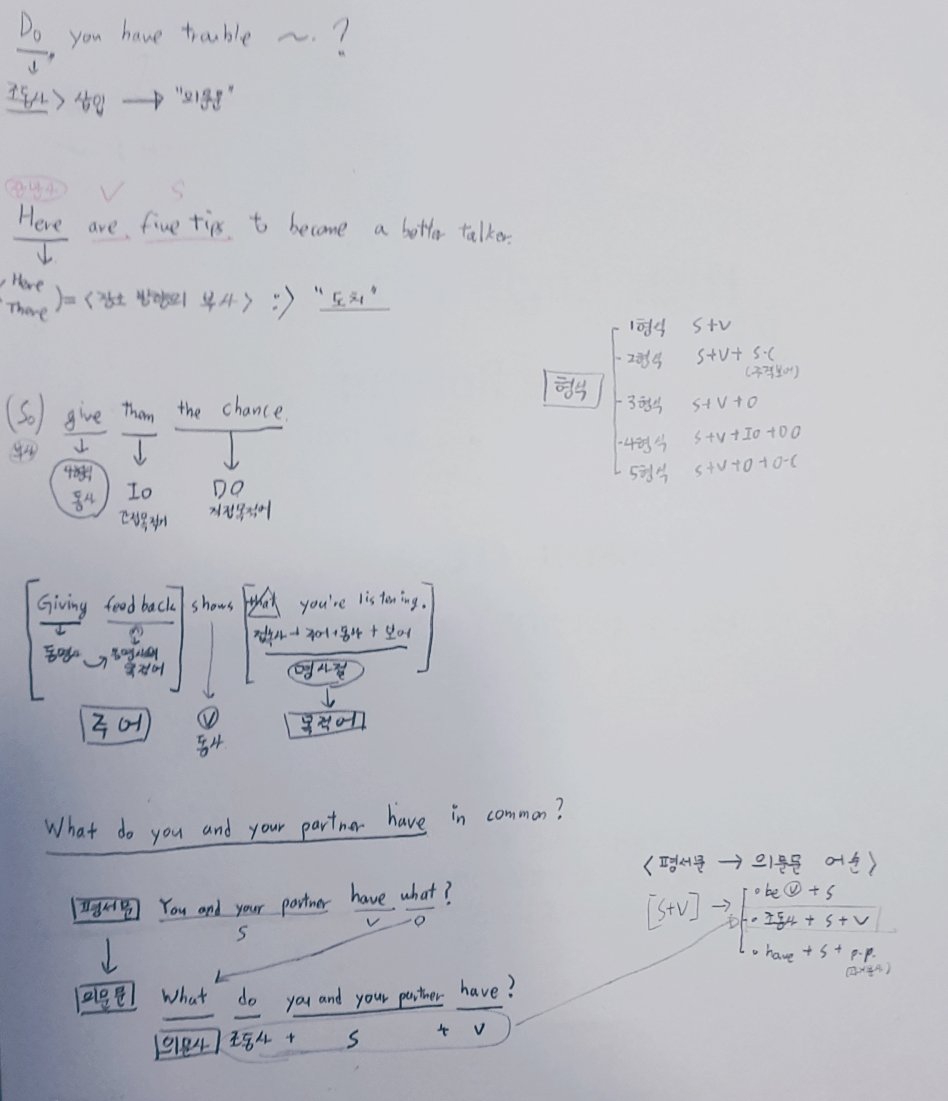 Do you have trouble ~. ?
↓
조동사 > 삽입 → "의문문"
V S
Here are five tips to become a better talker.
↓
Here
There ) = <장소 방향의 부사> :> "도치"
(So) give them the chance.
부사
↓ ↓ ↓
4형식 동사 IO DO
간접목적어 직접목적어
형식
1형식 S+V
2형식 S+V+ S·C
(주격보어)
3형식 S+V+O
4형식 S+V+IO+DO
5형식 S+V+O+O·C
[Giving feedback] shows [that you're listening.]
동명사 동명사의 목적어
접속사+주어+동사+보어
명사절
↓
주어 Ⓥ 목적어
동사
What do you and your partner have in common?
평서문 You and your partner have what?
S V O
↓
의문문 What do you and your partner have?
의문사 조동사 + S + V
<평서문 → 의문문 어순>
[S+V] →
• be Ⓥ + S
• 조동사 + S + V
• have + S + p.p.
(과거분사)